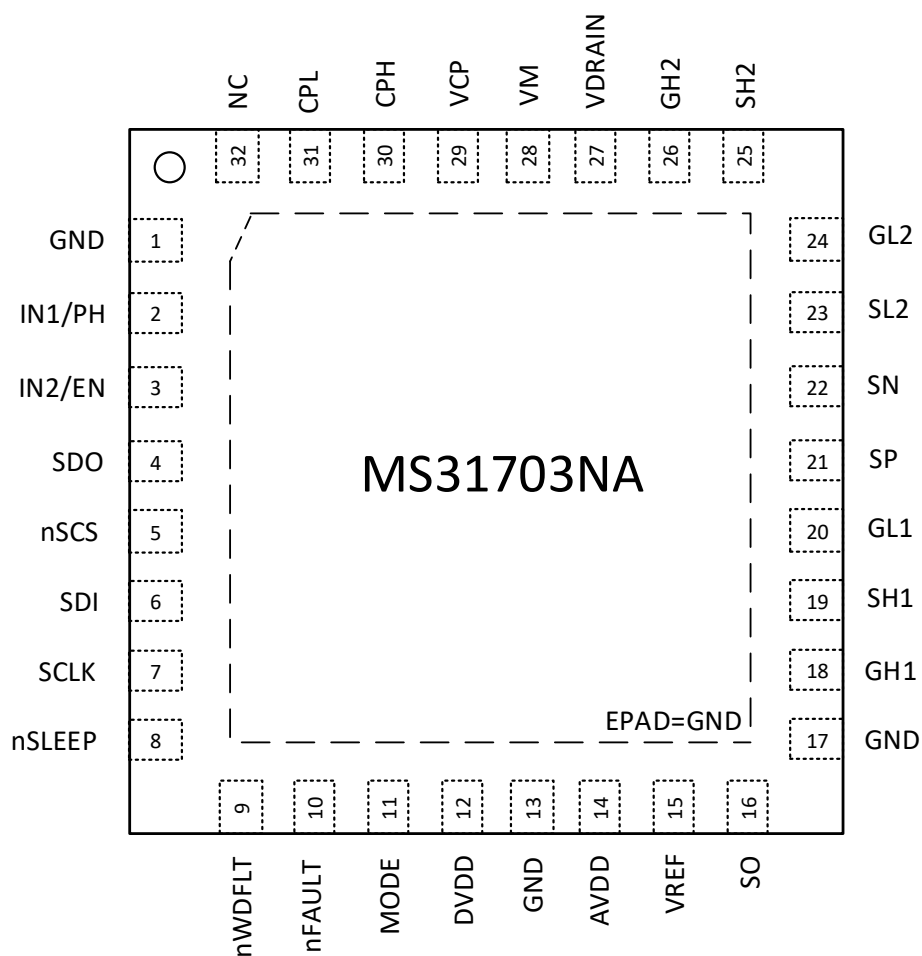 NC CPL CPH VCP VM VDRAIN GH2 SH2
32 31 30 29 28 27 26 25
GND 1 24 GL2
IN1/PH 2 23 SL2
IN2/EN 3 22 SN
SDO 4 21 SP
MS31703NA
nSCS 5 20 GL1
SDI 6 19 SH1
SCLK 7 18 GH1
EPAD=GND
nSLEEP 8 17 GND
9 10 11 12 13 14 15 16
nWDFLT nFAULT MODE DVDD GND AVDD VREF SO